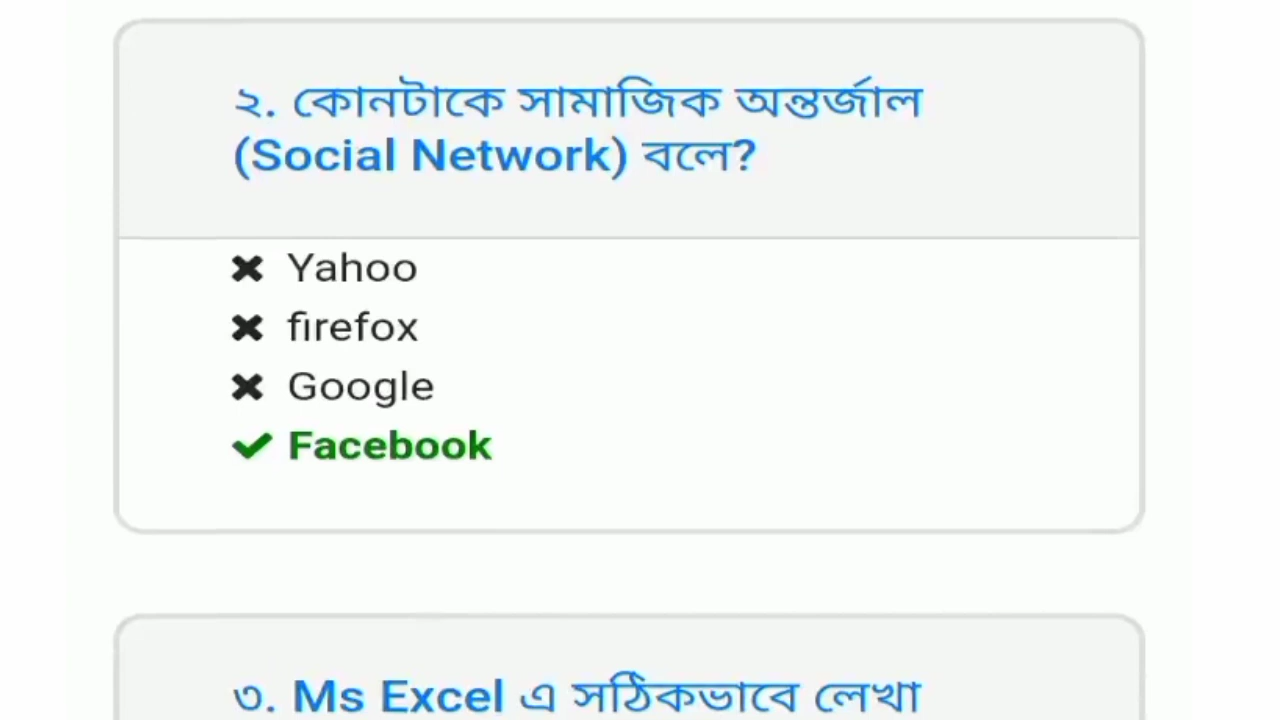 ২. কোনটাকে সামাজিক অন্তর্জাল
(Social Network) বলে?
Yahoo
firefox
Google
Facebook
৩. Ms Excel এ সঠিকভাবে লেখা